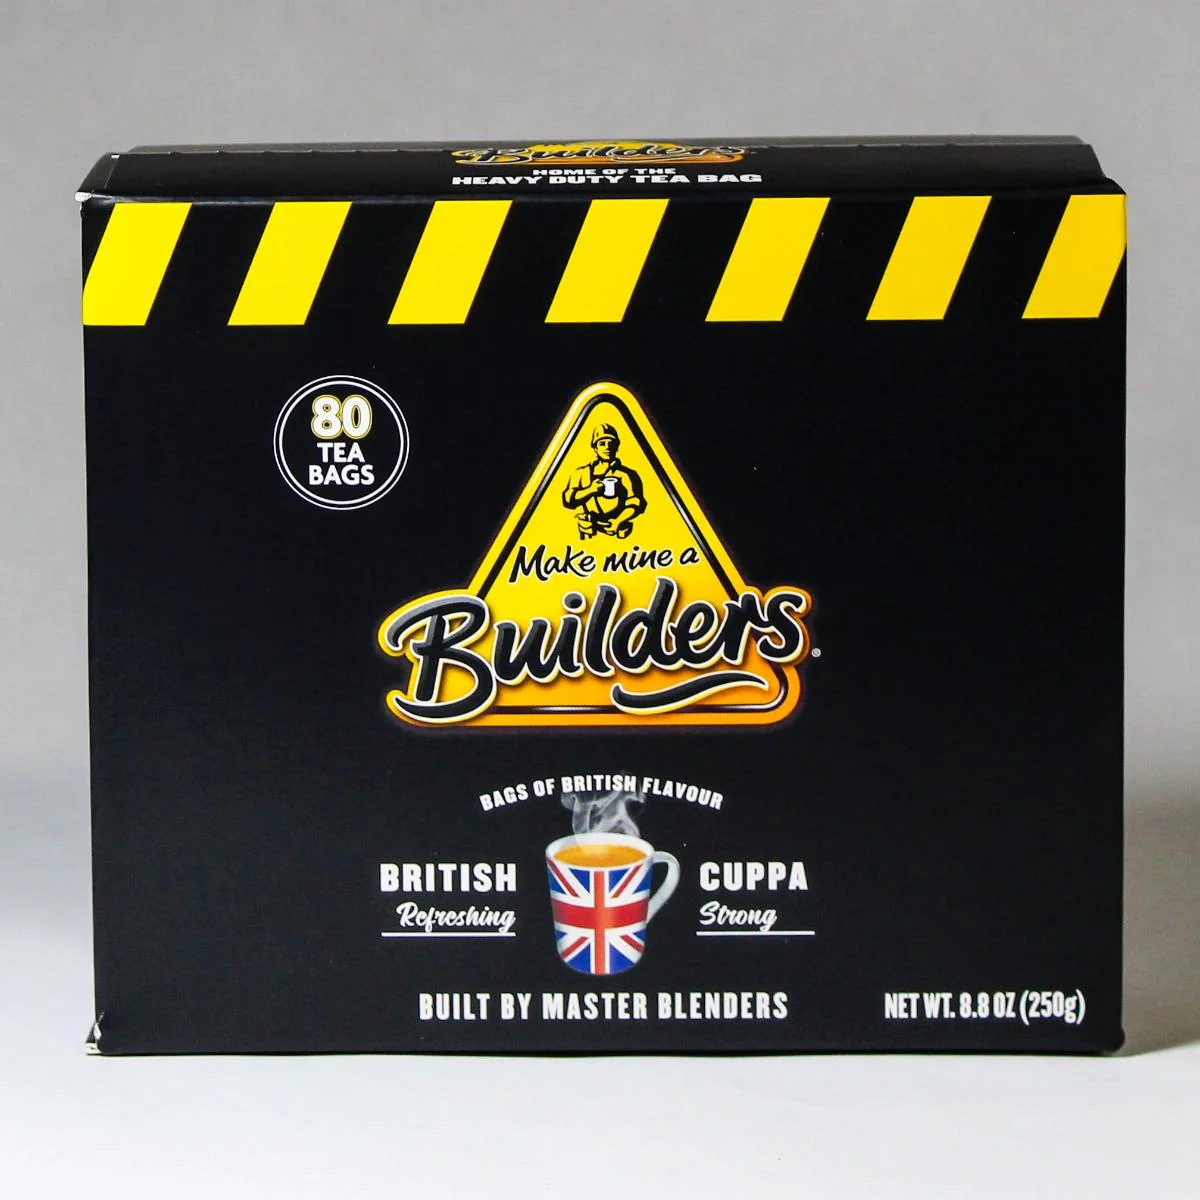 Builders
HOME OF THE
HEAVY DUTY TEA BAG
80
TEA
BAGS
Make mine a
Builders®
BAGS OF BRITISH FLAVOUR
BRITISH
Refreshing
CUPPA
Strong
BUILT BY MASTER BLENDERS
NET WT. 8.8 OZ (250g)